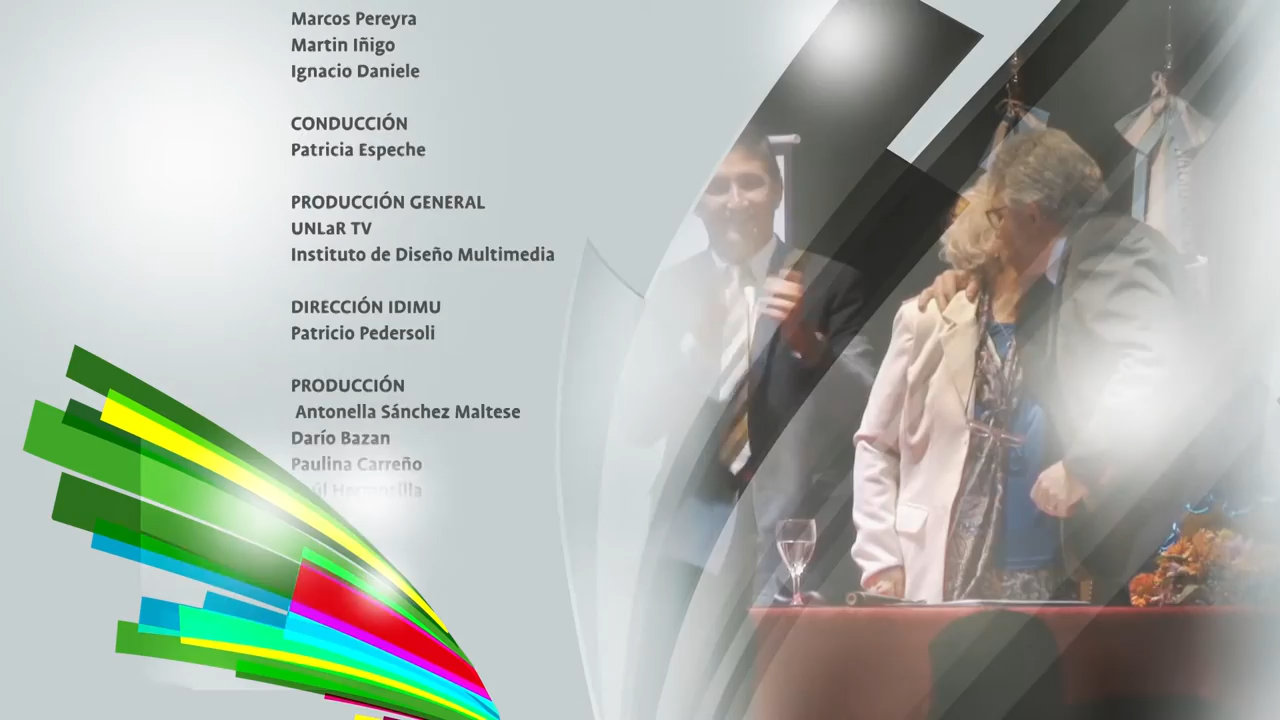 Marcos Pereyra
Martin Iñigo
Ignacio Daniele
CONDUCCIÓN
Patricia Espeche
PRODUCCIÓN GENERAL
UNLaR TV
Instituto de Diseño Multimedia
DIRECCIÓN IDIMU
Patricio Pedersoli
PRODUCCIÓN
Antonella Sánchez Maltese
Darío Bazan
Paulina Carreño